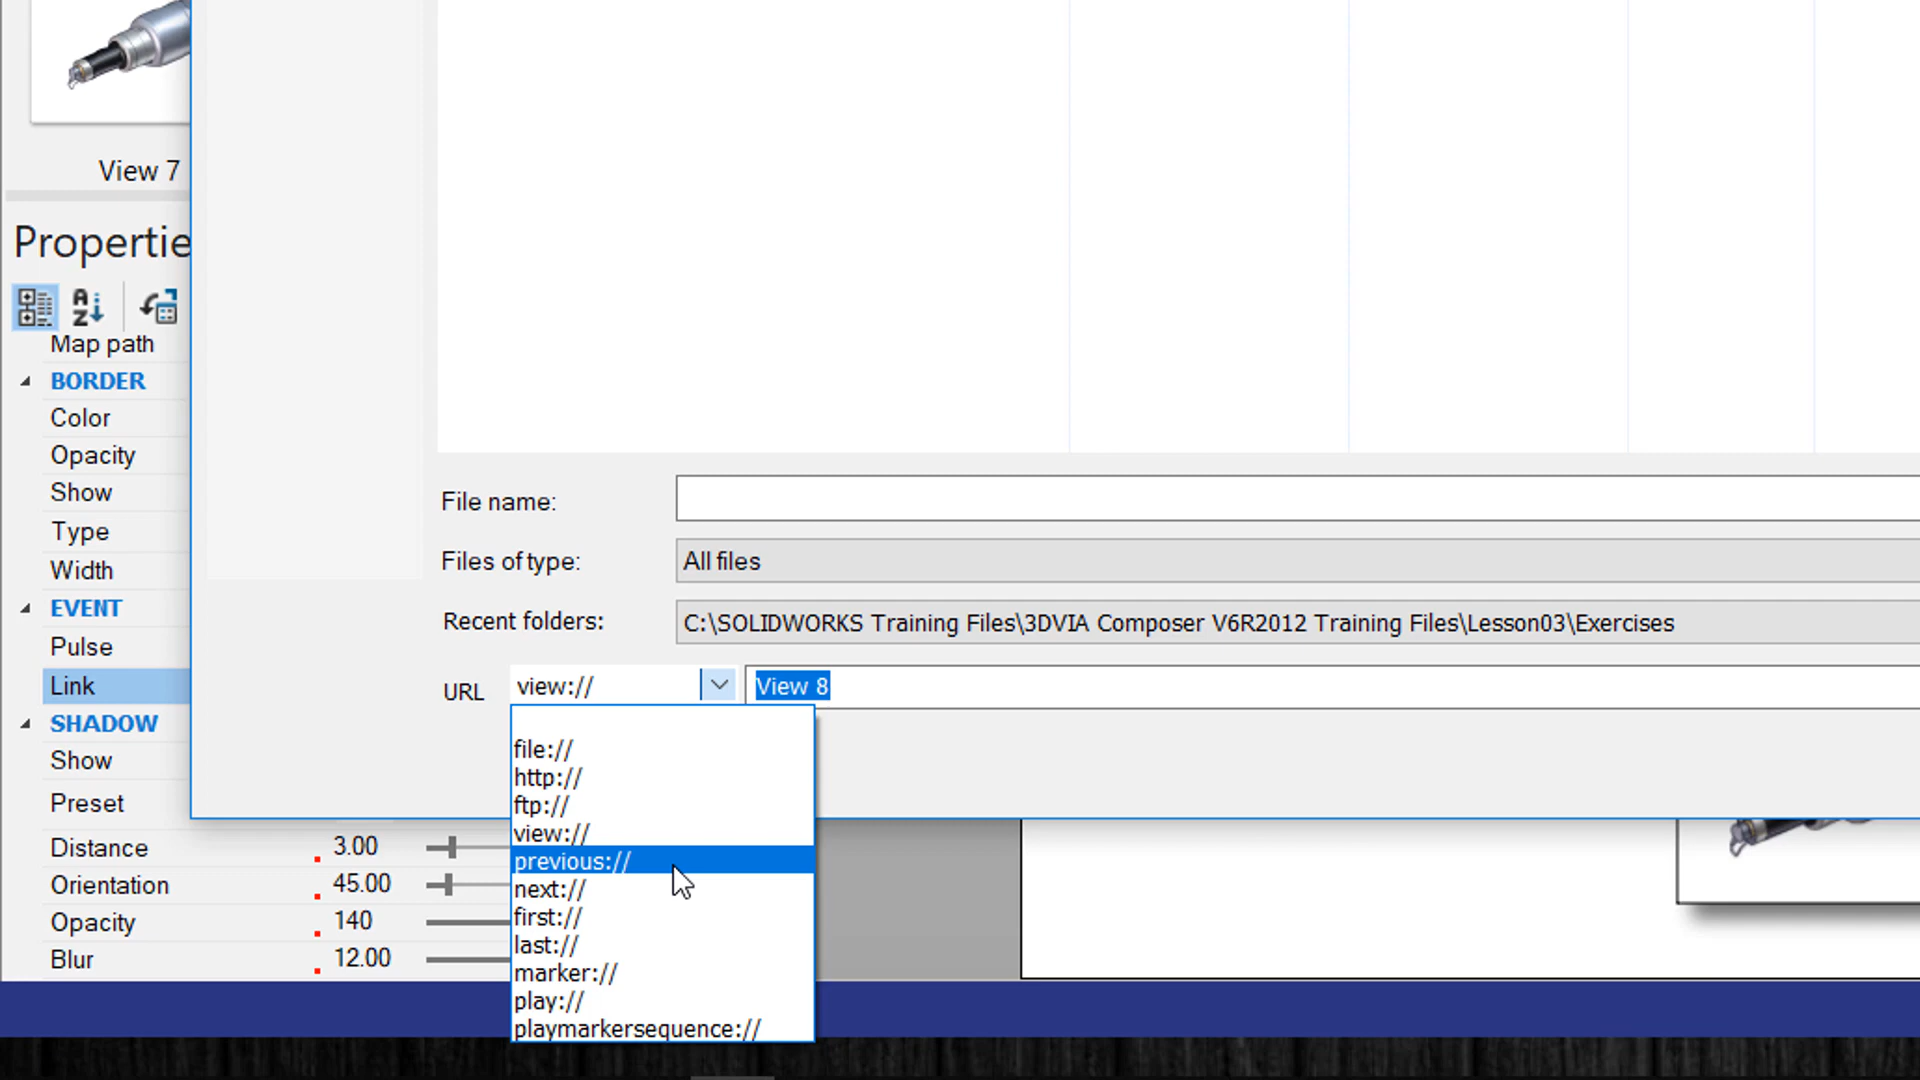 View 7
Propertie
Map path
BORDER
Color
Opacity
Show
Type
Width
EVENT
Pulse
Link
SHADOW
Show
Preset
Distance 3.00
Orientation 45.00
Opacity 140
Blur 12.00
File name:
Files of type: All files
Recent folders: C:\SOLIDWORKS Training Files\3DVIA Composer V6R2012 Training Files\Lesson03\Exercises
URL view:// View 8
file://
http://
ftp://
view://
previous://
next://
first://
last://
marker://
play://
playmarkersequence://